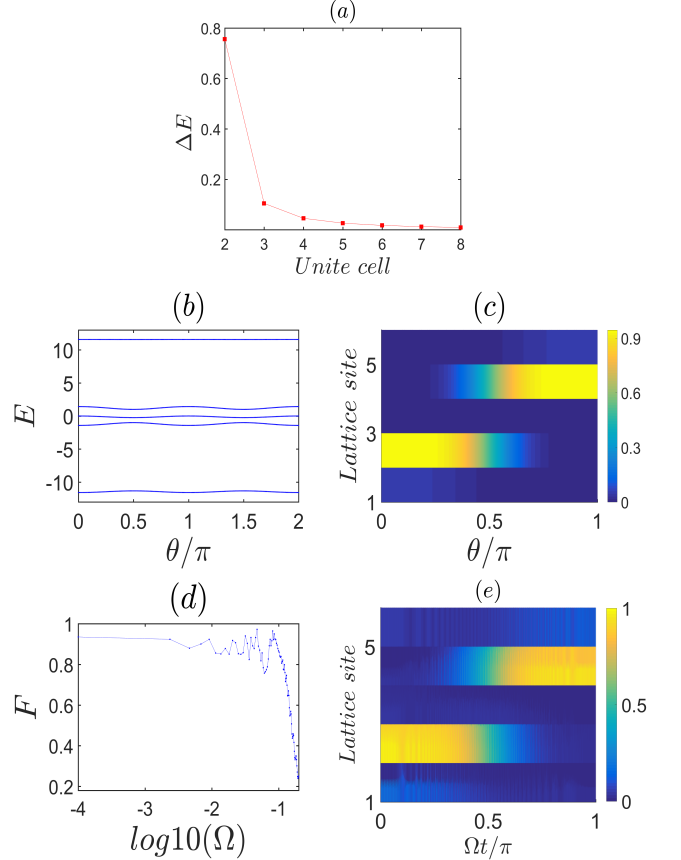 (a)
0.8
0.4
0.2
ΔE
2 3 4 5 6 7 8
Unite cell
(b)
10
5
0
-5
-10
E
0 0.5 1 1.5 2
θ/π
(c)
5
3
1
Lattice site
0 0.5 1
θ/π
0.9
0.6
0.3
0
(d)
1
0.8
0.6
0.4
0.2
F
-4 -3 -2 -1
log10(Ω)
(e)
5
1
Lattice site
0 0.5 1
Ωt/π
1
0.5
0